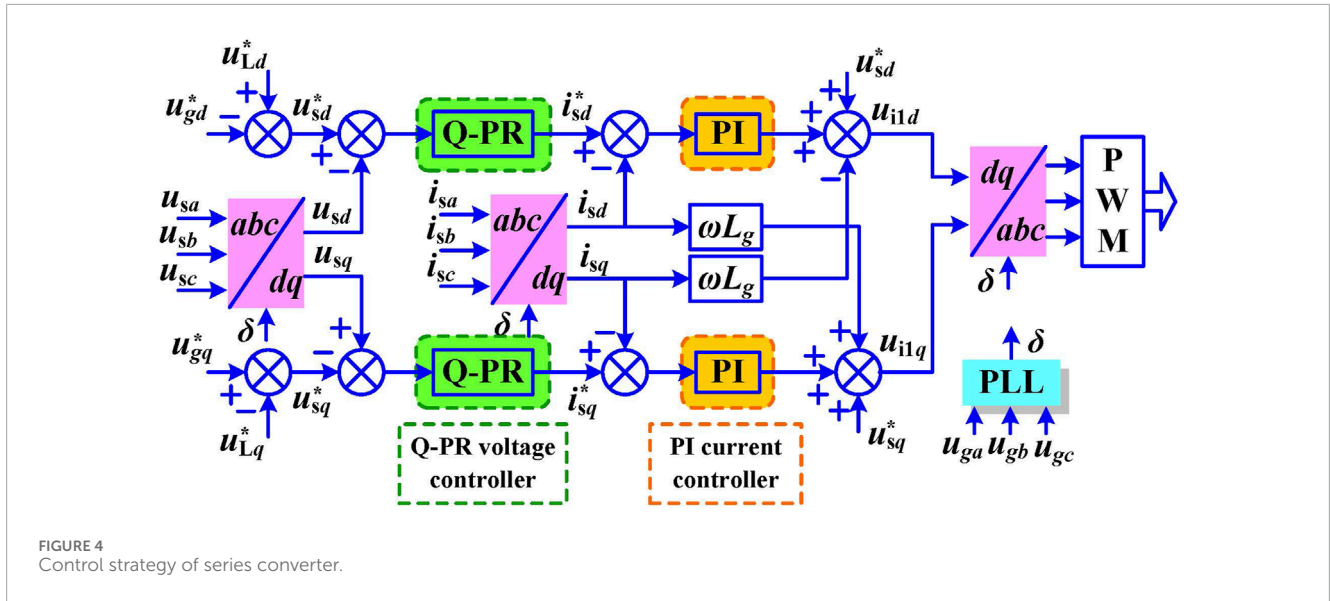 u*Ld
u*gd
+
−
u*sd
+
−
Q-PR
i*sd
+
−
PI
u*sd
+
+
−
ui1d
usa
usb
usc
abc
dq
usd
usq
δ
isa
isb
isc
abc
dq
isd
isq
δ
ωLg
ωLg
dq
abc
δ
P
W
M
u*gq
+
−
u*Lq
u*sq
−
+
Q-PR
i*sq
+
−
PI
+
+
+
u*sq
ui1q
δ
PLL
uga ugb ugc
Q-PR voltage
controller
PI current
controller
FIGURE 4
Control strategy of series converter.